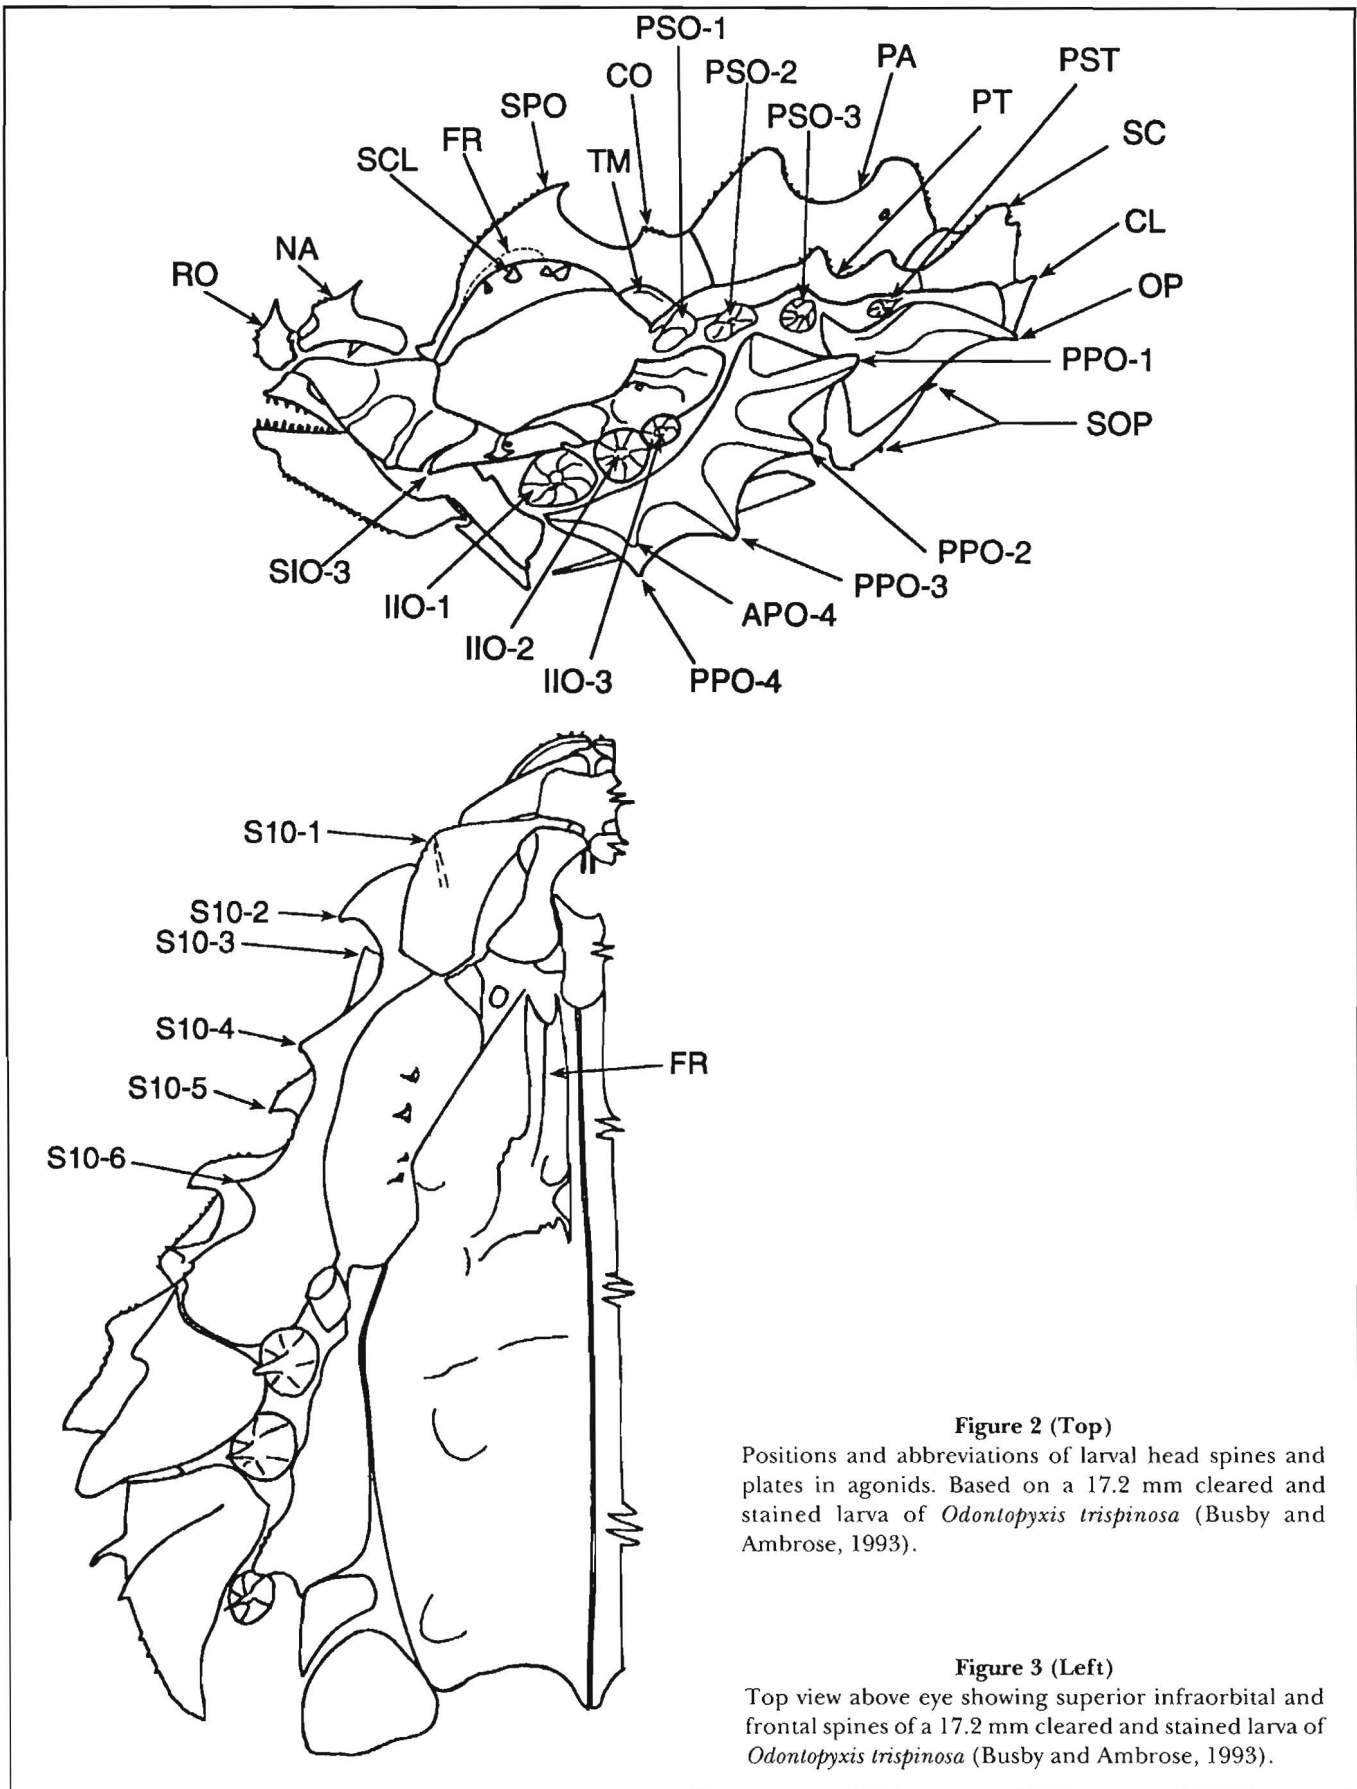 PSO-1
CO
PSO-2
PA
PST
SPO
PSO-3
PT
FR
SC
SCL
TM
NA
CL
RO
OP
PPO-1
SOP
PPO-2
SIO-3
PPO-3
IIO-1
APO-4
IIO-2
IIO-3
PPO-4
S10-1
S10-2
S10-3
S10-4
FR
S10-5
S10-6
Figure 2 (Top)
Positions and abbreviations of larval head spines and
plates in agonids. Based on a 17.2 mm cleared and
stained larva of Odontopyxis trispinosa (Busby and
Ambrose, 1993).
Figure 3 (Left)
Top view above eye showing superior infraorbital and
frontal spines of a 17.2 mm cleared and stained larva of
Odontopyxis trispinosa (Busby and Ambrose, 1993).